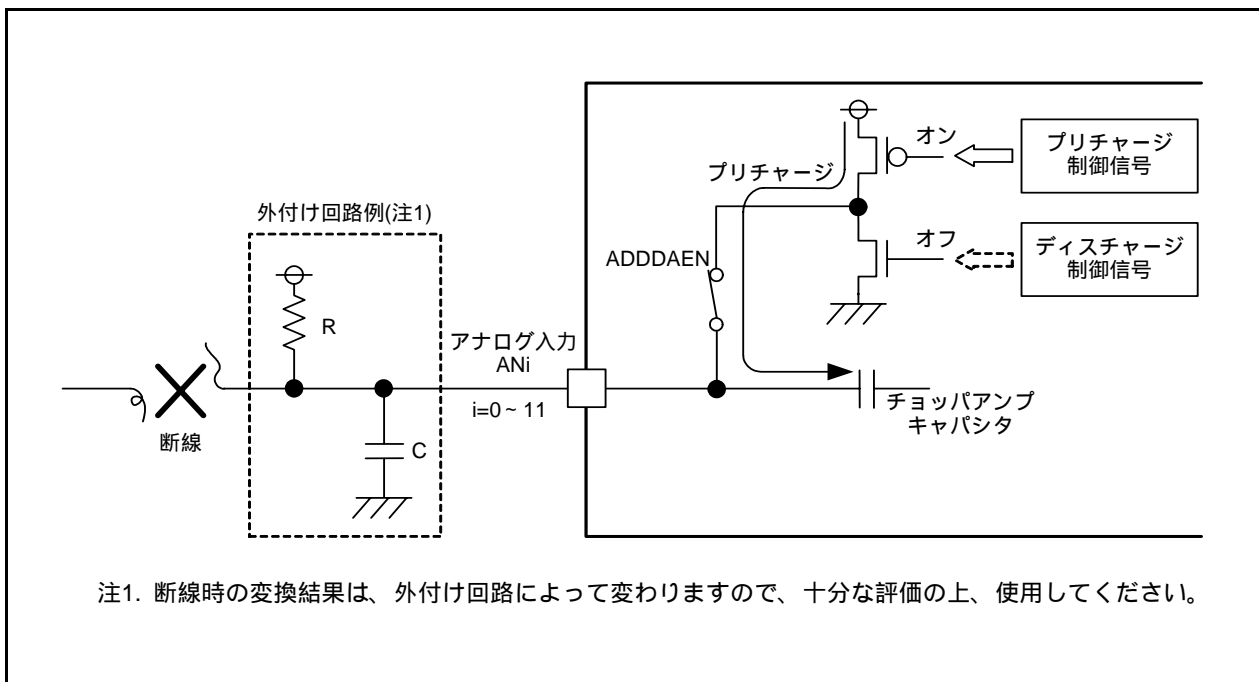 オン
プリチャージ
制御信号
プリチャージ
外付け回路例(注1)
オフ
ディスチャージ
制御信号
ADDDAEN
R
アナログ入力
ANi
i=0~11
チョッパアンプ
キャパシタ
断線
C
注1. 断線時の変換結果は、外付け回路によって変わりますので、十分な評価の上、使用してください。